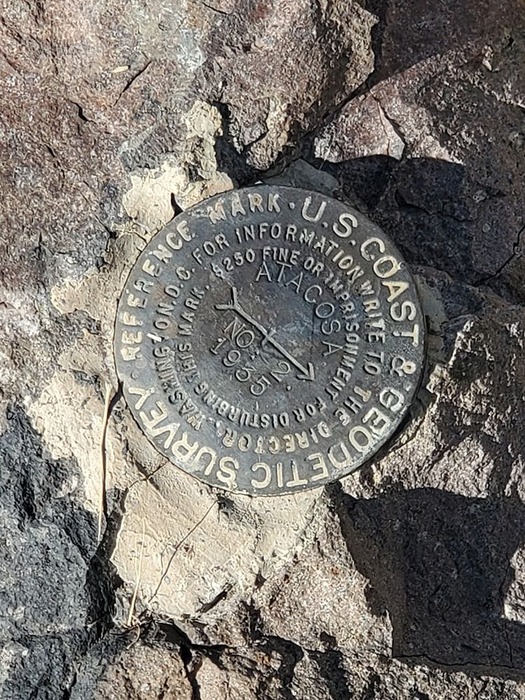 U.S. COAST & GEODETIC SURVEY
REFERENCE MARK
FOR INFORMATION WRITE TO THE DIRECTOR, WASHINGTON, D.C.
$250 FINE OR IMPRISONMENT FOR DISTURBING THIS MARK.
ATACOSA
NO. 2
1935